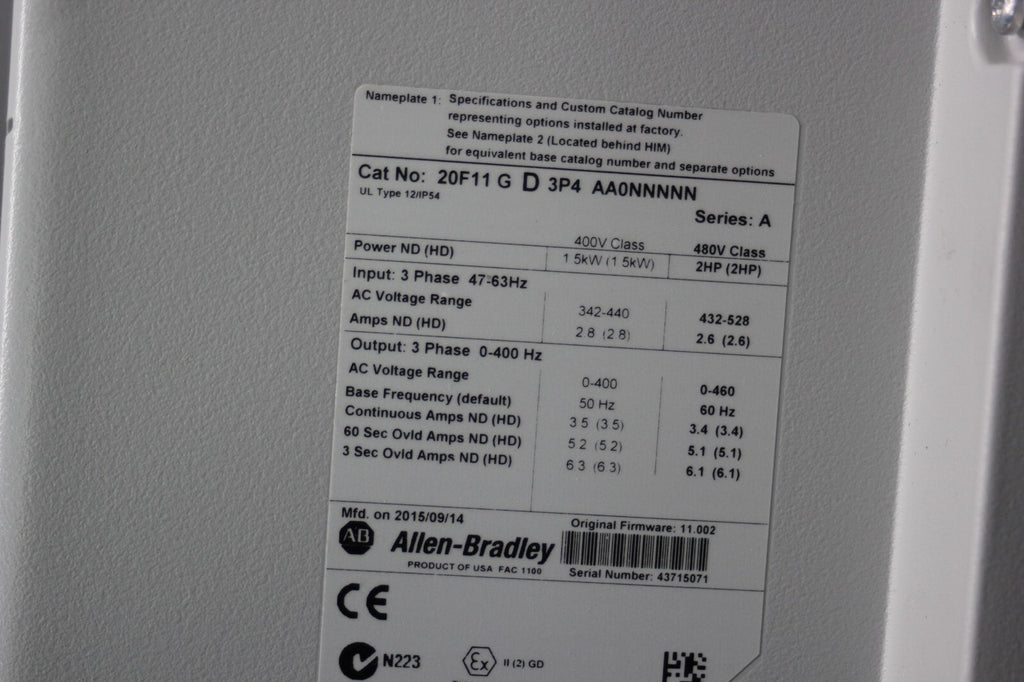 Nameplate 1: Specifications and Custom Catalog Number
representing options installed at factory.
See Nameplate 2 (Located behind HIM)
for equivalent base catalog number and separate options
Cat No: 20F11 G D 3P4 AA0NNNNN
UL Type 12/IP54
Series: A
400V Class 480V Class
Power ND (HD) 1 5kW (1 5kW) 2HP (2HP)
Input: 3 Phase 47-63Hz
AC Voltage Range 342-440 432-528
Amps ND (HD) 2.8 (2 8) 2.6 (2.6)
Output: 3 Phase 0-400 Hz
AC Voltage Range 0-400 0-460
Base Frequency (default) 50 Hz 60 Hz
Continuous Amps ND (HD) 3 5 (3.5) 3.4 (3.4)
60 Sec Ovld Amps ND (HD) 5 2 (5 2) 5.1 (5.1)
3 Sec Ovld Amps ND (HD) 6 3 (6 3) 6.1 (6.1)
Mfd. on 2015/09/14
Original Firmware: 11.002
AB Allen-Bradley
PRODUCT OF USA FAC 1100
Serial Number: 43715071
CE
N223
Ex II (2) GD